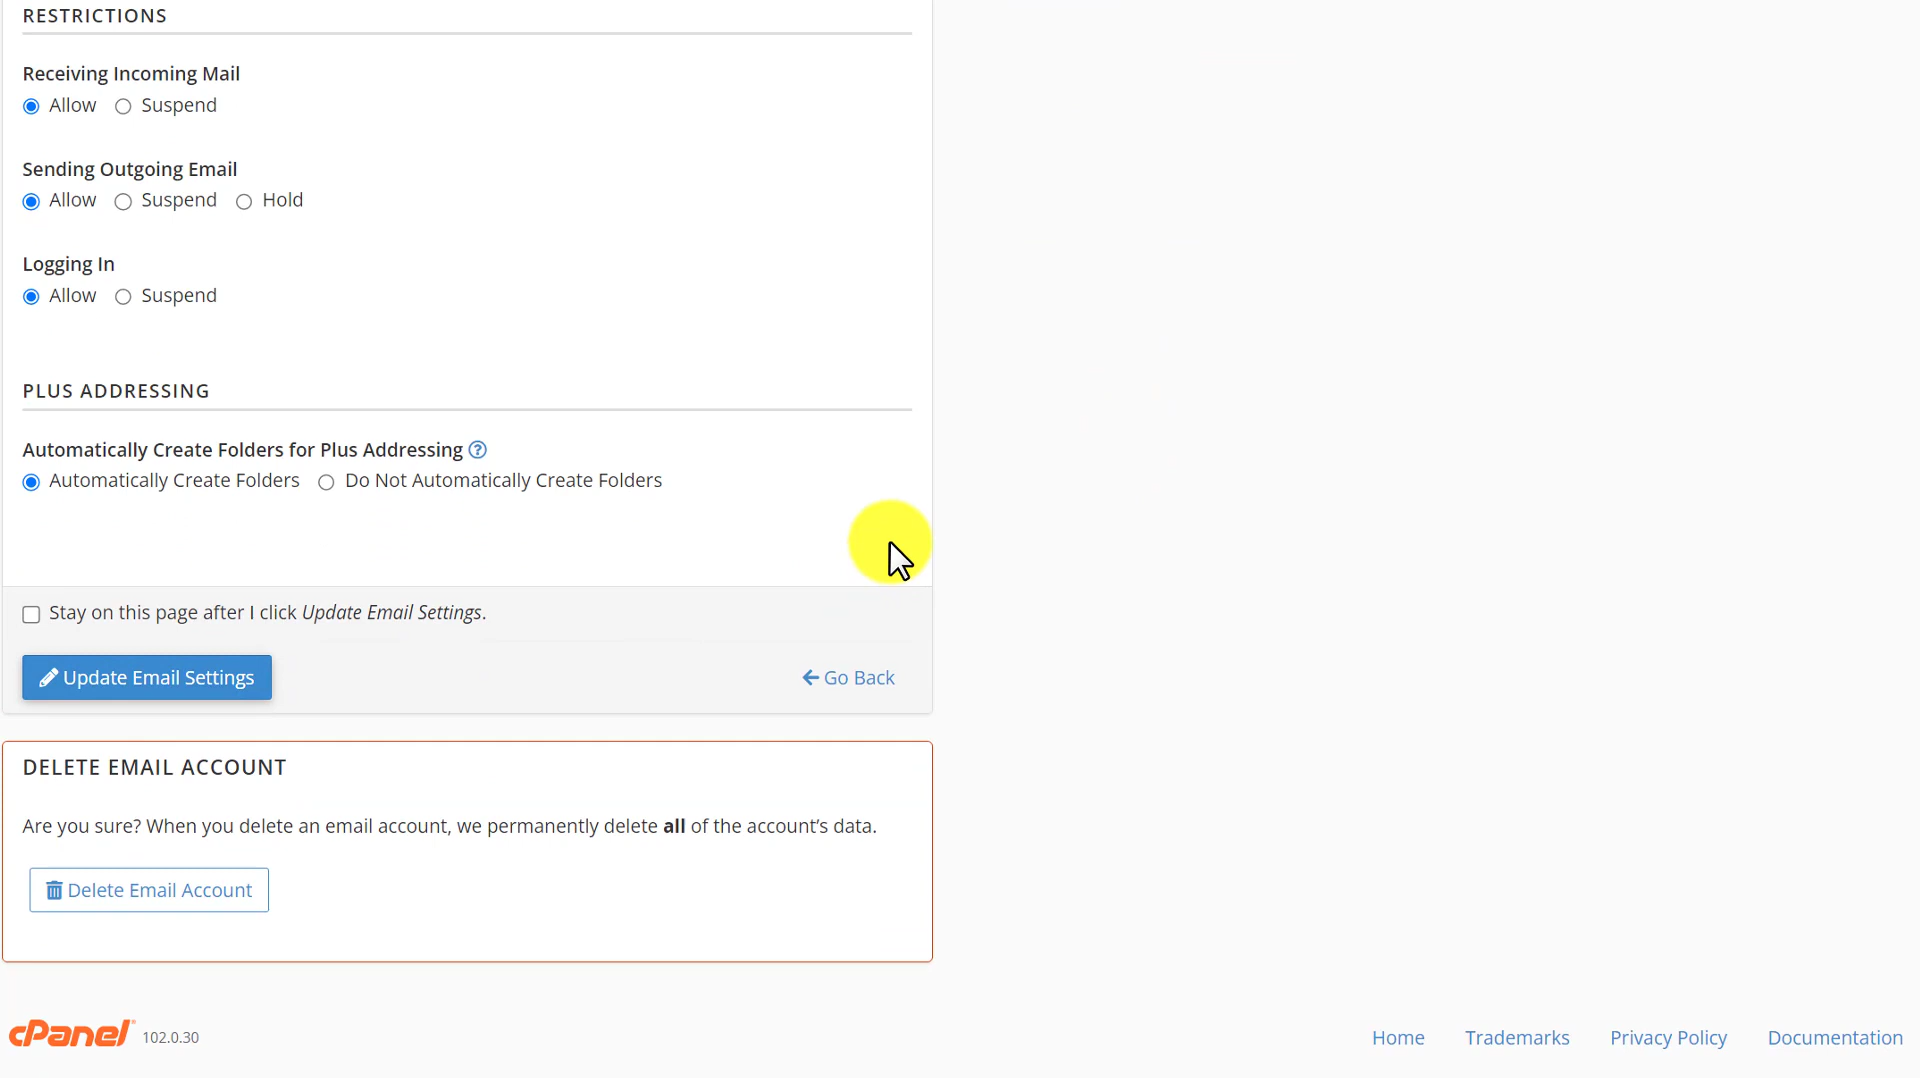 RESTRICTIONS
Receiving Incoming Mail
Allow Suspend
Sending Outgoing Email
Allow Suspend Hold
Logging In
Allow Suspend
PLUS ADDRESSING
Automatically Create Folders for Plus Addressing ?
Automatically Create Folders Do Not Automatically Create Folders
Stay on this page after I click Update Email Settings.
Update Email Settings
Go Back
DELETE EMAIL ACCOUNT
Are you sure? When you delete an email account, we permanently delete all of the account’s data.
Delete Email Account
cPanel 102.0.30
Home Trademarks Privacy Policy Documentation